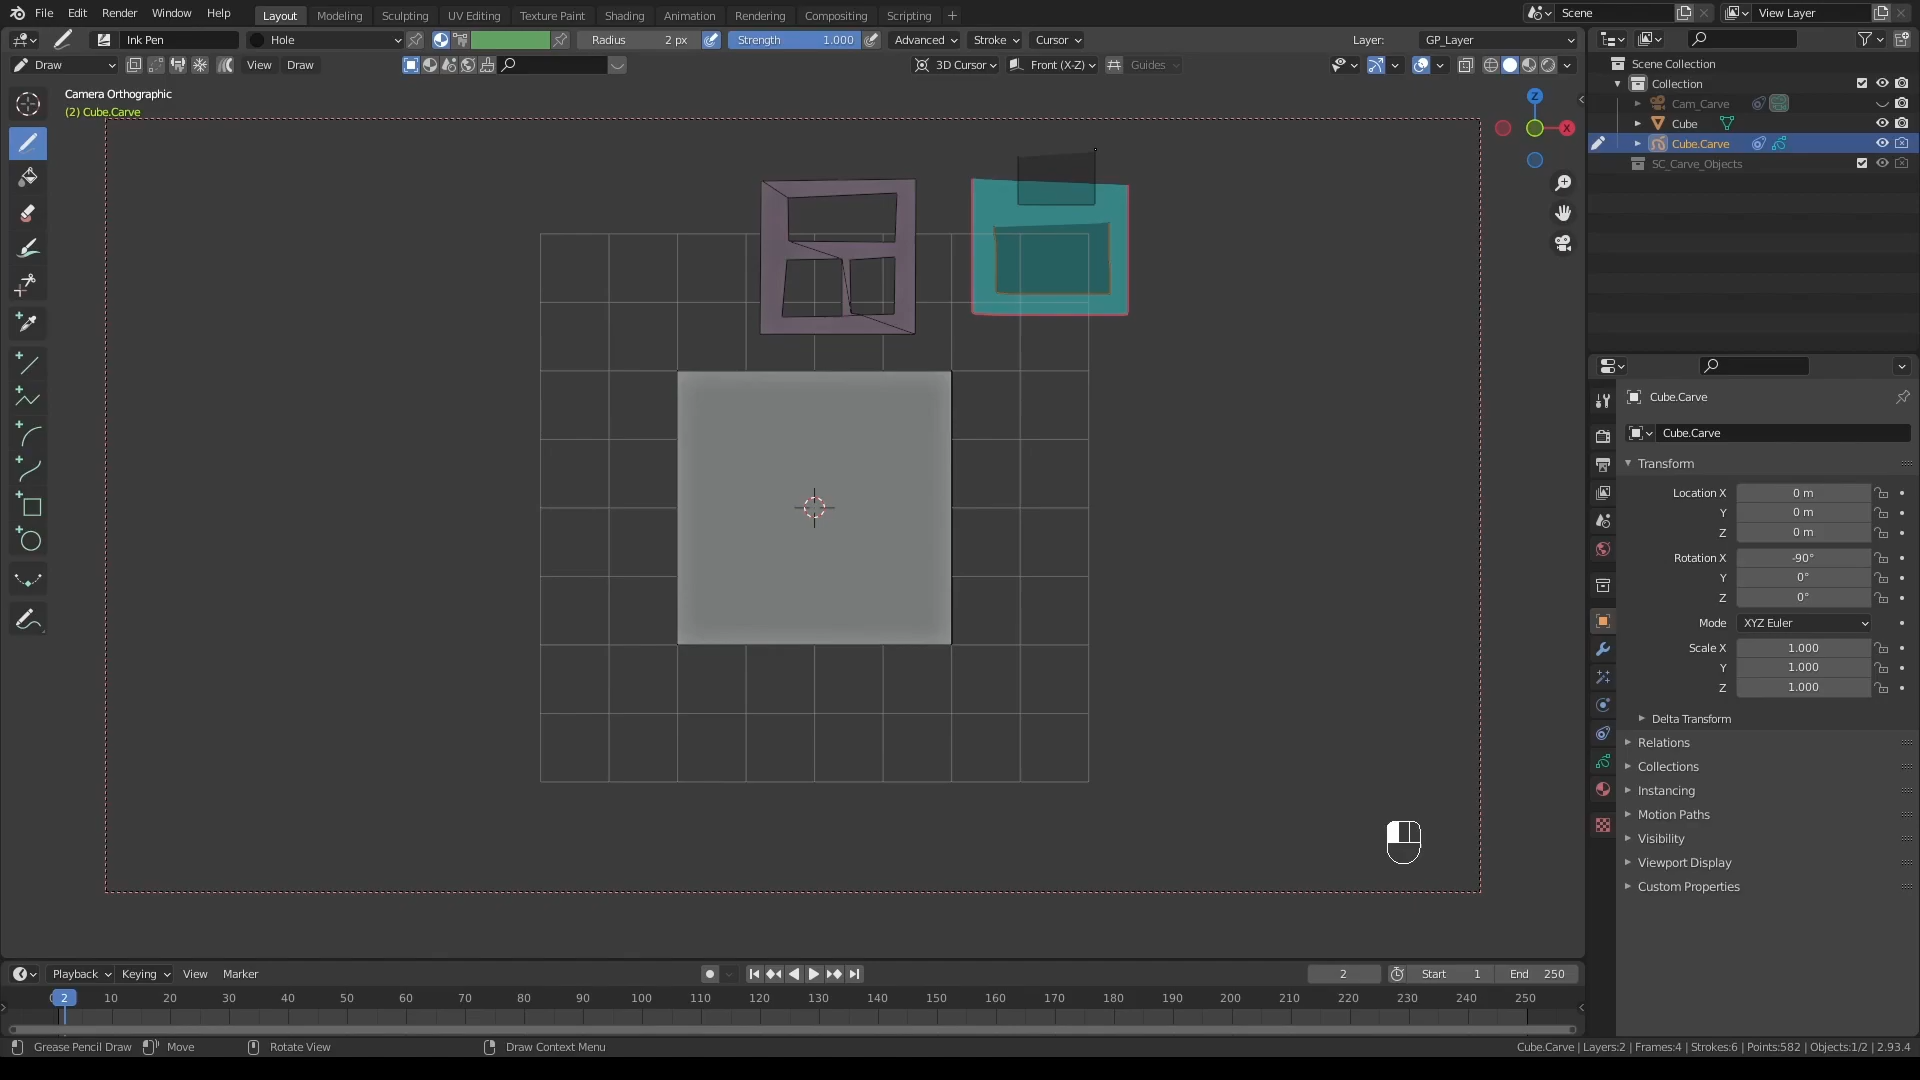 File Edit Render Window Help Layout Modeling Sculpting UV Editing Texture Paint Shading Animation Rendering Compositing Scripting + Scene View Layer
Ink Pen Hole Radius 2 px Strength 1.000 Advanced Stroke Cursor Layer: GP_Layer
Draw View Draw 3D Cursor Front (X-Z) Guides
Camera Orthographic
(2) Cube.Carve
Z
X
Scene Collection
Collection
Cam_Carve
Cube
Cube.Carve
SC_Carve_Objects
Cube.Carve
Cube.Carve
Transform
Location X 0 m
Y 0 m
Z 0 m
Rotation X -90°
Y 0°
Z 0°
Mode XYZ Euler
Scale X 1.000
Y 1.000
Z 1.000
Delta Transform
Relations
Collections
Instancing
Motion Paths
Visibility
Viewport Display
Custom Properties
Playback Keying View Marker 2 Start 1 End 250
2 10 20 30 40 50 60 70 80 90 100 110 120 130 140 150 160 170 180 190 200 210 220 230 240 250
Grease Pencil Draw Move Rotate View Draw Context Menu Cube.Carve | Layers:2 | Frames:4 | Strokes:6 | Points:582 | Objects:1/2 | 2.93.4